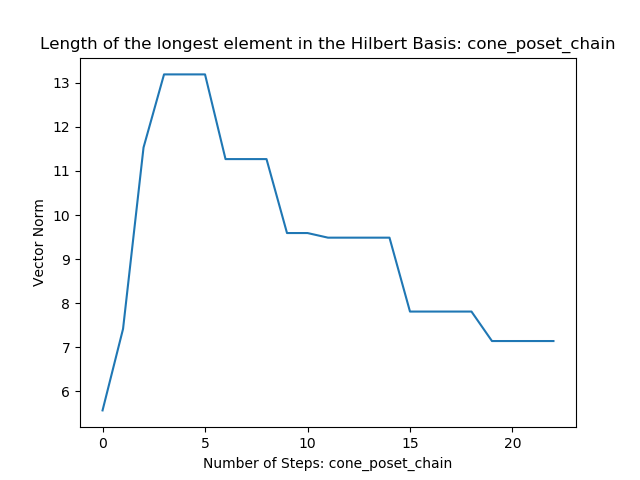 Length of the longest element in the Hilbert Basis: cone_poset_chain
13
12
11
10
9
8
7
6
Vector Norm
0 5 10 15 20
Number of Steps: cone_poset_chain